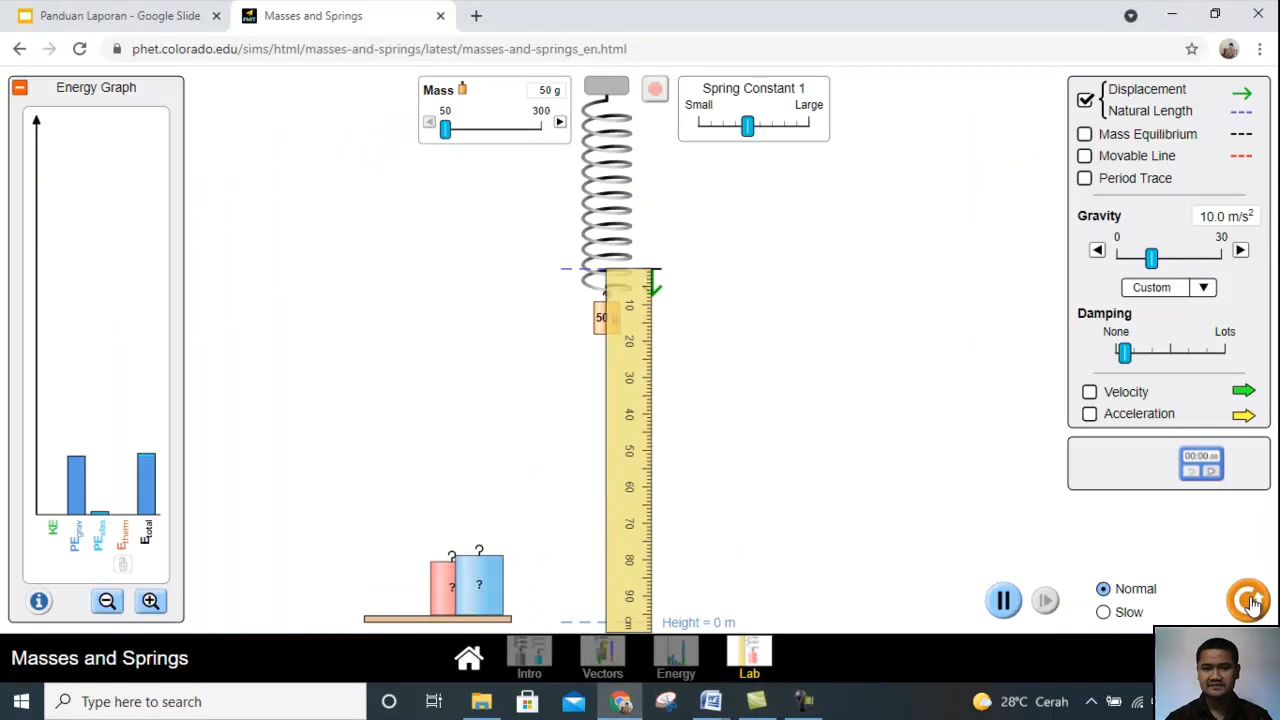 Panduan Laporan - Google Slide
Masses and Springs
phet.colorado.edu/sims/html/masses-and-springs/latest/masses-and-springs_en.html
Energy Graph
KE
PEgrav
PEelas
Etherm
Etotal
Mass
50 g
50
300
Spring Constant 1
Small
Large
Displacement
Natural Length
Mass Equilibrium
Movable Line
Period Trace
Gravity
10.0 m/s²
0
30
Custom
Damping
None
Lots
Velocity
Acceleration
00:00 00
50 g
10
20
30
40
50
60
70
80
90
cm
?
?
?
?
Height = 0 m
Normal
Slow
Masses and Springs
Intro
Vectors
Energy
Lab
Type here to search
28°C Cerah